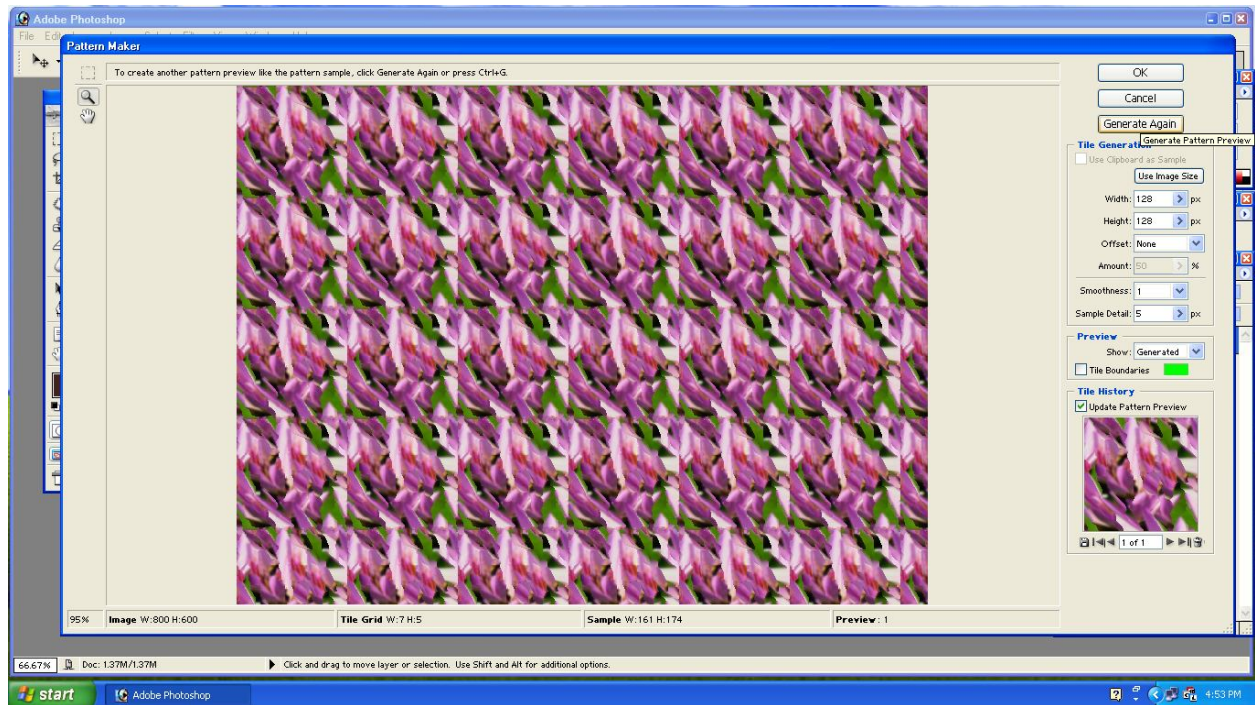 Adobe Photoshop
File Edit
Pattern Maker
To create another pattern preview like the pattern sample, click Generate Again or press Ctrl+G.
OK
Cancel
Generate Again
Generate Pattern Preview
Tile Generation
Use Clipboard as Sample
Use Image Size
Width: 128 px
Height: 128 px
Offset: None
Amount: 50 %
Smoothness: 1
Sample Detail: 5 px
Preview
Show: Generated
Tile Boundaries
Tile History
Update Pattern Preview
1 of 1
95% Image W:800 H:600 Tile Grid W:7 H:5 Sample W:161 H:174 Preview: 1
66.67% Doc: 1.37M/1.37M Click and drag to move layer or selection. Use Shift and Alt for additional options.
start Adobe Photoshop 4:53 PM